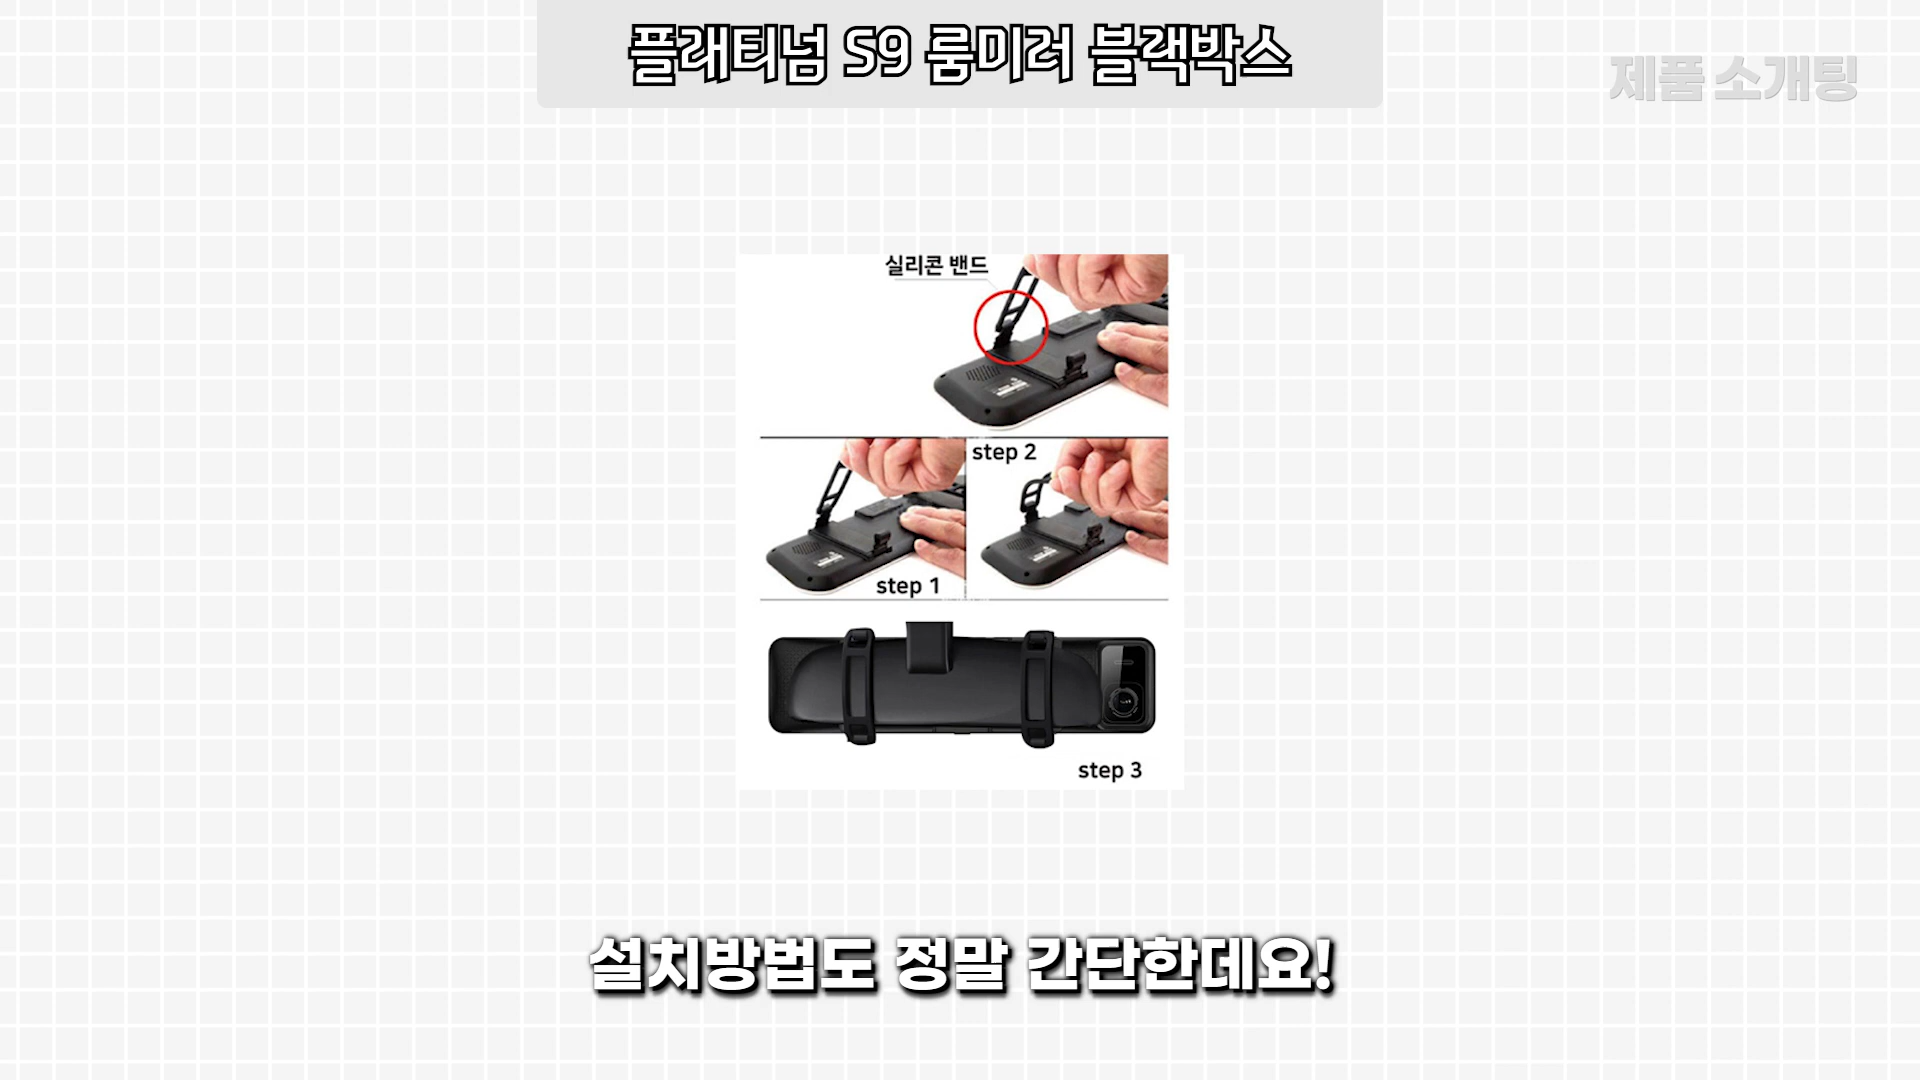 플래티넘 S9 룸미러 블랙박스
제품 소개팅
실리콘 밴드
step 2
step 1
step 3
설치방법도 정말 간단한데요!